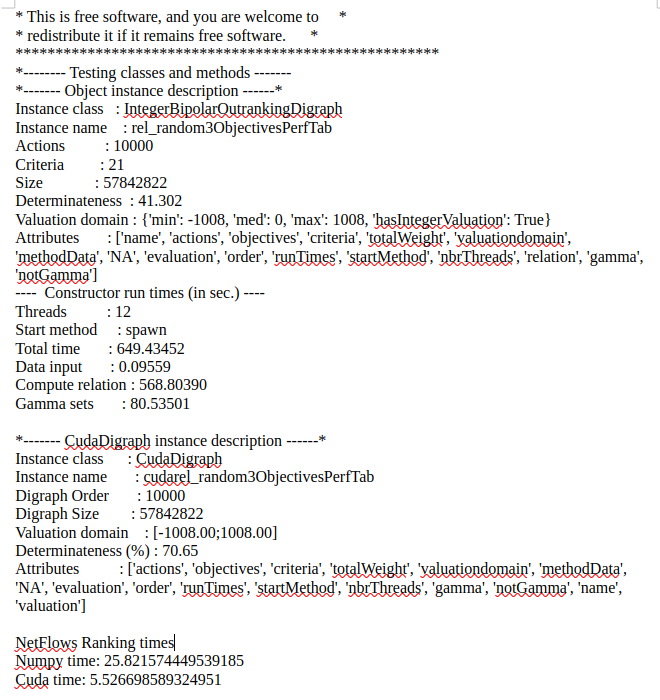 * This is free software, and you are welcome to *
* redistribute it if it remains free software. *
*****************************************************
*-------- Testing classes and methods -------
*------- Object instance description ------*
Instance class : IntegerBipolarOutrankingDigraph
Instance name : rel_random3ObjectivesPerfTab
Actions : 10000
Criteria : 21
Size : 57842822
Determinateness : 41.302
Valuation domain : {'min': -1008, 'med': 0, 'max': 1008, 'hasIntegerValuation': True}
Attributes : ['name', 'actions', 'objectives', 'criteria', 'totalWeight', 'valuationdomain',
'methodData', 'NA', 'evaluation', 'order', 'runTimes', 'startMethod', 'nbrThreads', 'relation', 'gamma',
'notGamma']
---- Constructor run times (in sec.) ----
Threads : 12
Start method : spawn
Total time : 649.43452
Data input : 0.09559
Compute relation : 568.80390
Gamma sets : 80.53501
*------- CudaDigraph instance description ------*
Instance class : CudaDigraph
Instance name : cudarel_random3ObjectivesPerfTab
Digraph Order : 10000
Digraph Size : 57842822
Valuation domain : [-1008.00;1008.00]
Determinateness (%) : 70.65
Attributes : ['actions', 'objectives', 'criteria', 'totalWeight', 'valuationdomain', 'methodData',
'NA', 'evaluation', 'order', 'runTimes', 'startMethod', 'nbrThreads', 'gamma', 'notGamma', 'name',
'valuation']
NetFlows Ranking times
Numpy time: 25.821574449539185
Cuda time: 5.526698589324951